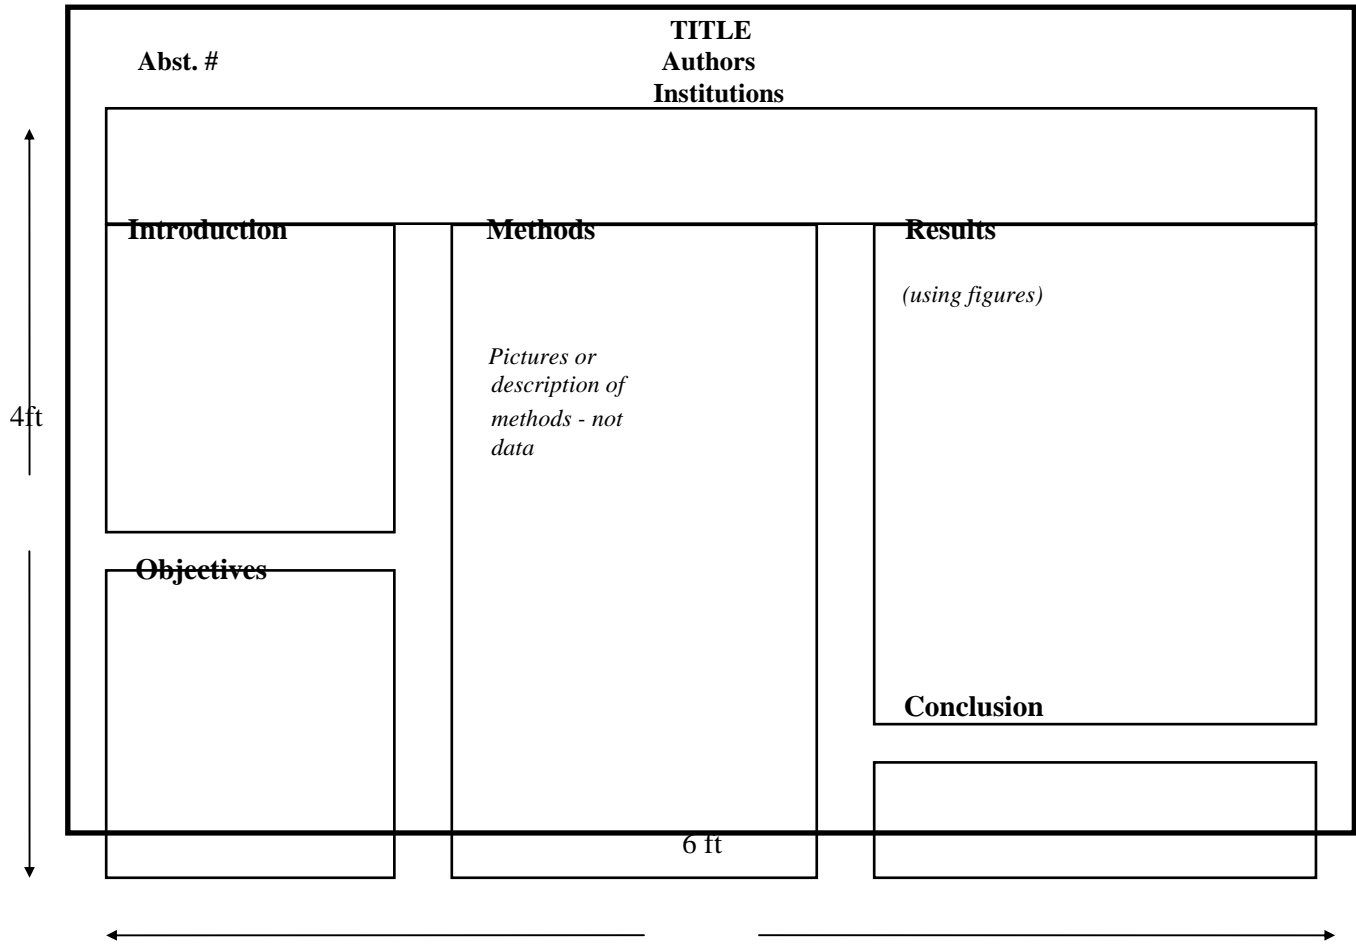 TITLE
Abst. # Authors
Institutions
Introduction Methods Results
(using figures)
Pictures or
description of
4ft methods - not
data
Objectives
Conclusion
6 ft